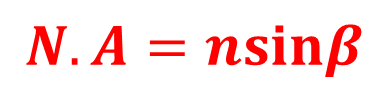 N.A = nsinβ